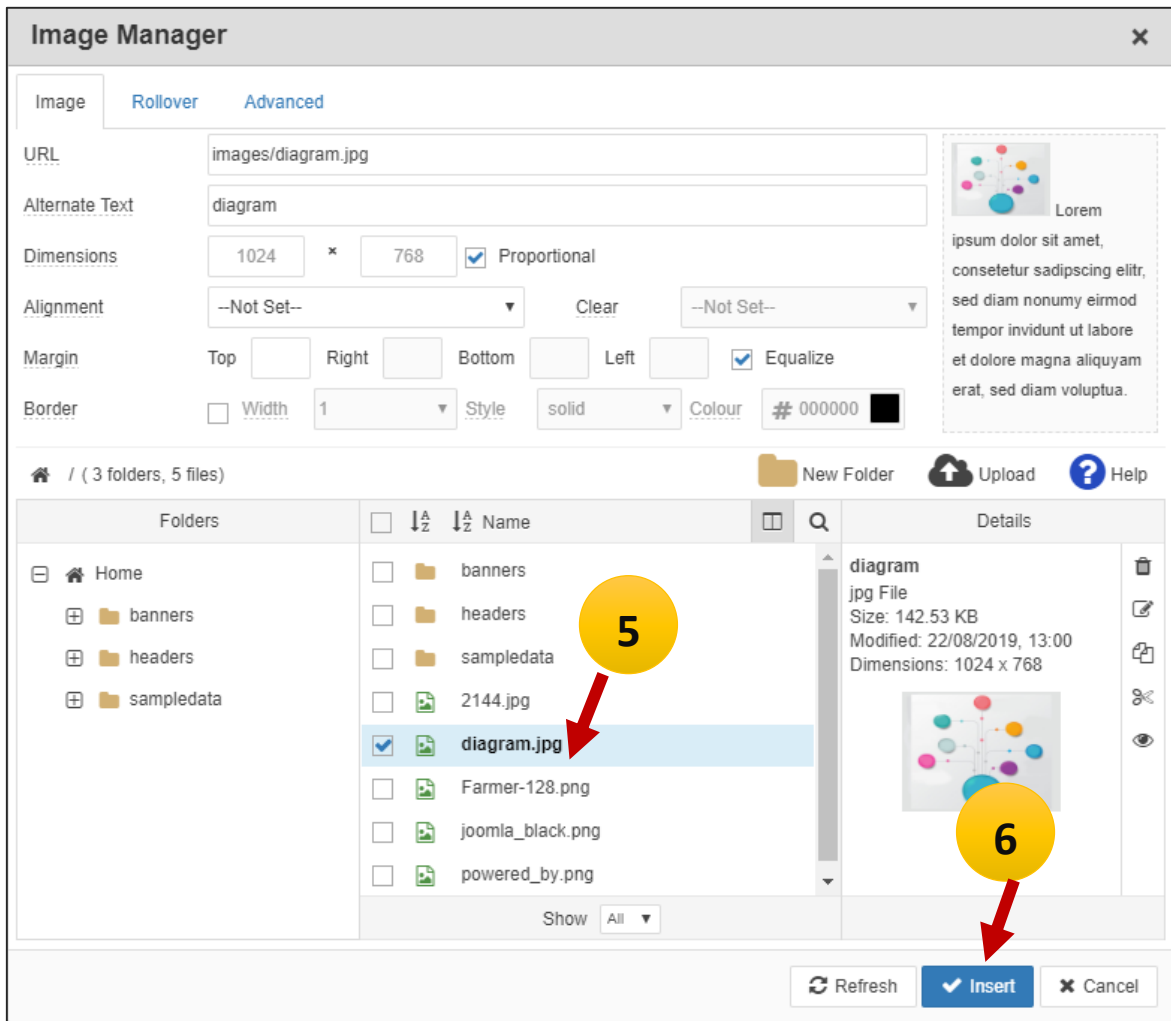 Image Manager ×
Image Rollover Advanced
URL images/diagram.jpg
Alternate Text diagram
Dimensions 1024 × 768 Proportional
Alignment --Not Set-- Clear --Not Set--
Margin Top Right Bottom Left Equalize
Border Width 1 Style solid Colour # 000000
Lorem
ipsum dolor sit amet,
consetetur sadipscing elitr,
sed diam nonumy eirmod
tempor invidunt ut labore
et dolore magna aliquyam
erat, sed diam voluptua.
/ ( 3 folders, 5 files) New Folder Upload ? Help
Folders
Home
banners
headers
sampledata
A Z A Z Name
banners
headers
sampledata
2144.jpg
diagram.jpg
Farmer-128.png
joomla_black.png
powered_by.png
Show All
5
Details
diagram
jpg File
Size: 142.53 KB
Modified: 22/08/2019, 13:00
Dimensions: 1024 x 768
6
Refresh Insert Cancel